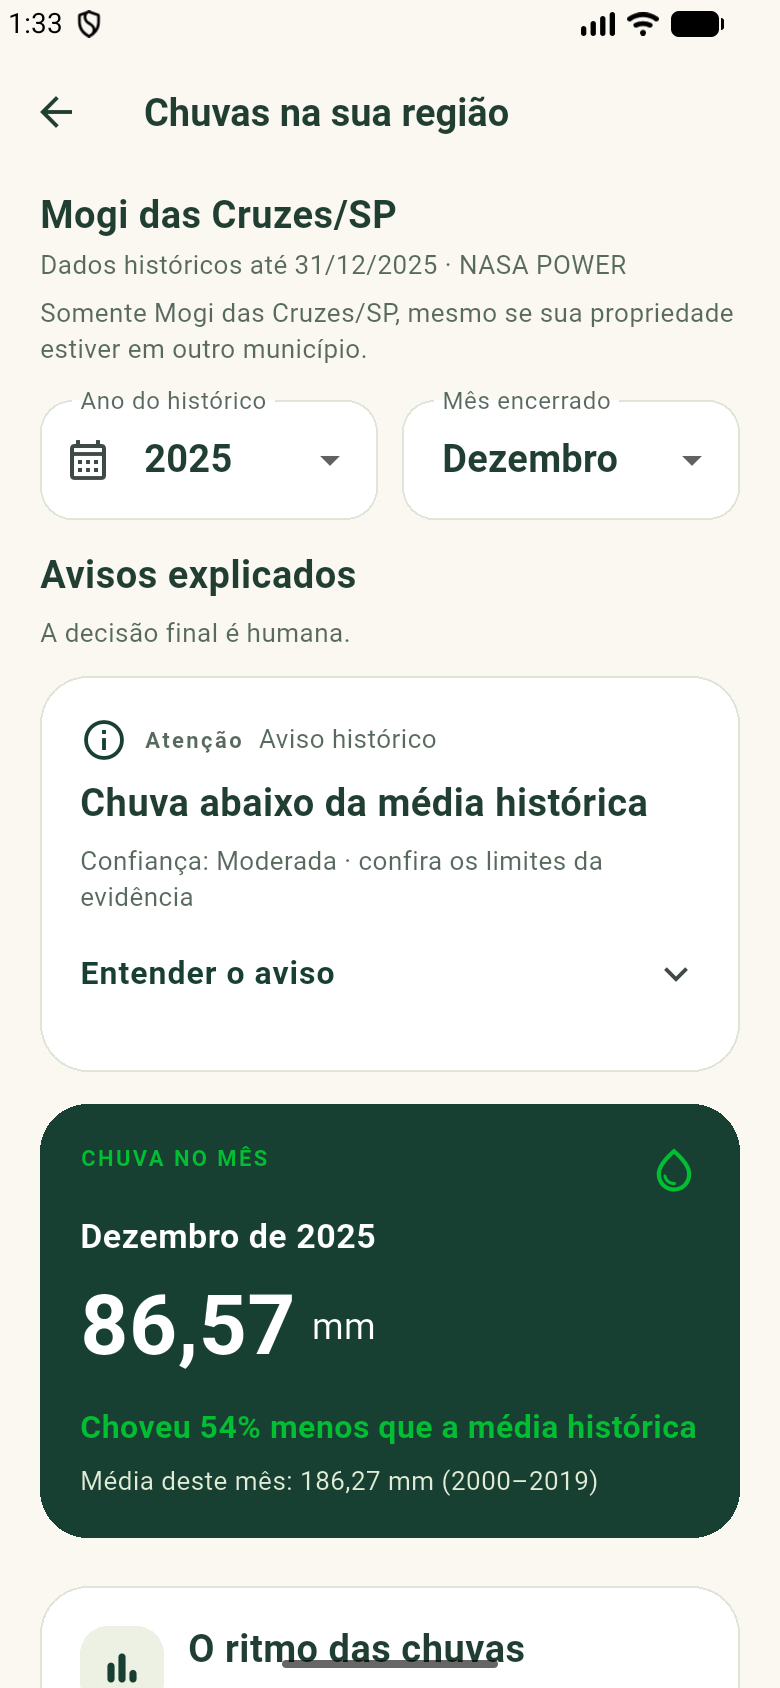 1:33
Chuvas na sua região
Mogi das Cruzes/SP
Dados históricos até 31/12/2025 · NASA POWER
Somente Mogi das Cruzes/SP, mesmo se sua propriedade
estiver em outro município.
Ano do histórico
2025
Mês encerrado
Dezembro
Avisos explicados
A decisão final é humana.
Atenção Aviso histórico
Chuva abaixo da média histórica
Confiança: Moderada · confira os limites da
evidência
Entender o aviso
CHUVA NO MÊS
Dezembro de 2025
86,57 mm
Choveu 54% menos que a média histórica
Média deste mês: 186,27 mm (2000–2019)
O ritmo das chuvas